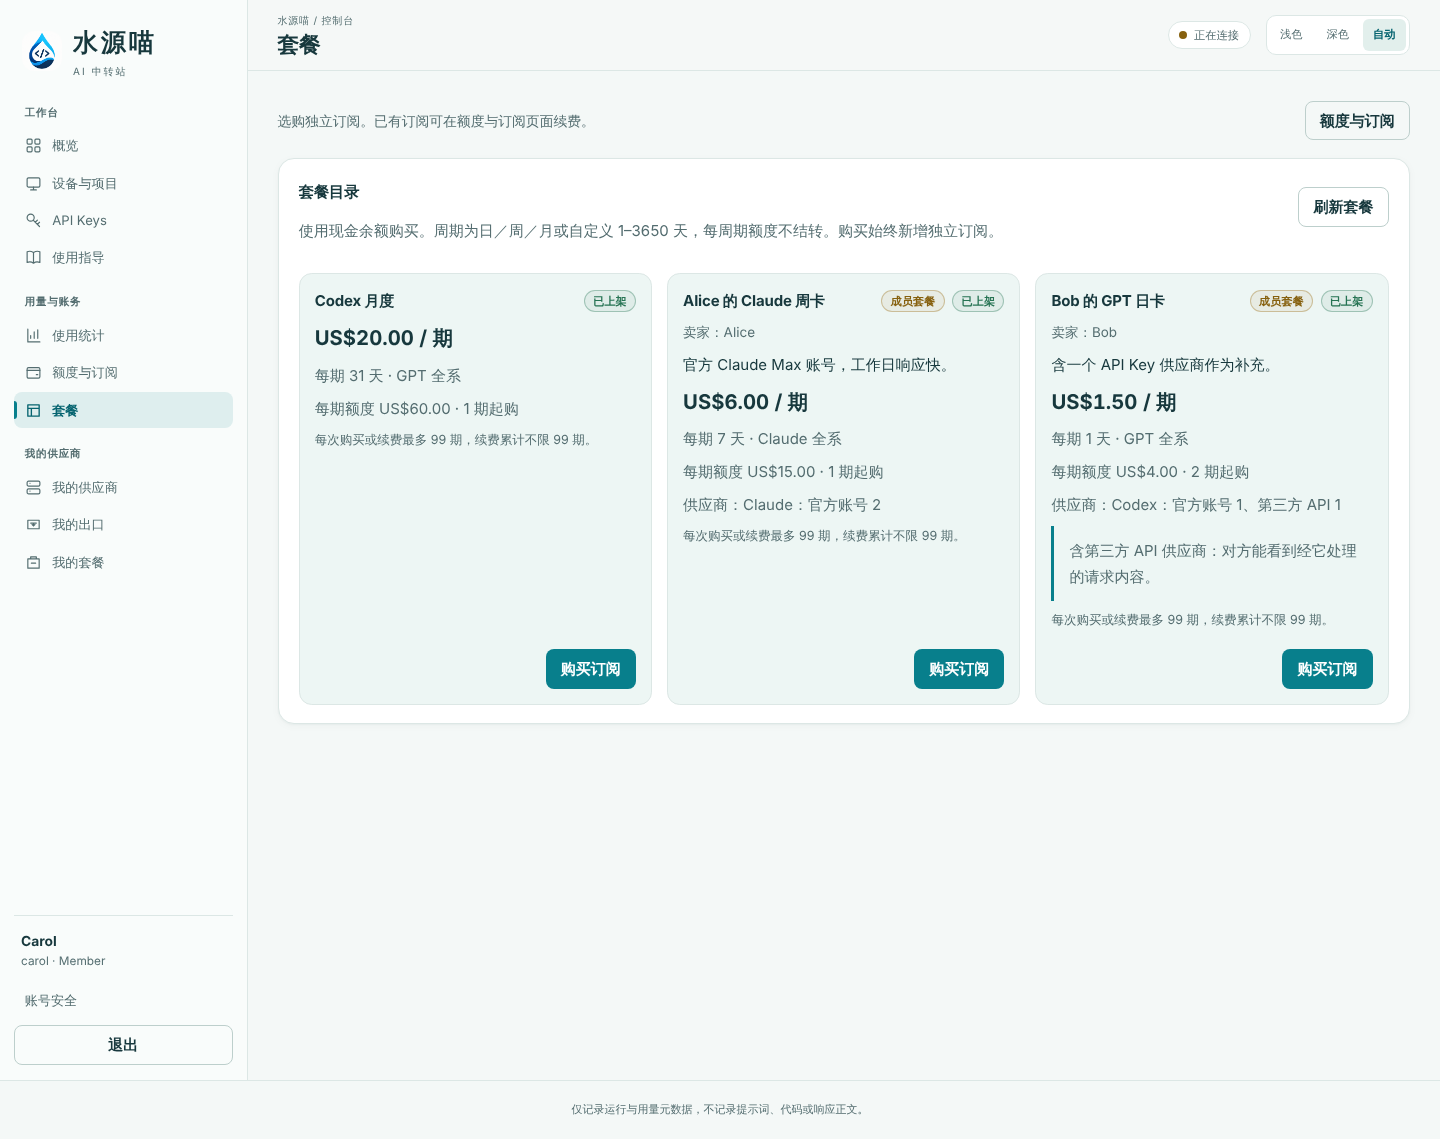 水源喵
AI 中转站
工作台
概览
设备与项目
API Keys
使用指导
用量与账务
使用统计
额度与订阅
套餐
我的供应商
我的供应商
我的出口
我的套餐
Carol
carol · Member
账号安全
退出
水源喵 / 控制台
套餐
正在连接
浅色
深色
自动
选购独立订阅。已有订阅可在额度与订阅页面续费。
额度与订阅
套餐目录
使用现金余额购买。周期为日／周／月或自定义 1–3650 天，每周期额度不结转。购买始终新增独立订阅。
刷新套餐
Codex 月度
已上架
US$20.00 / 期
每期 31 天 · GPT 全系
每期额度 US$60.00 · 1 期起购
每次购买或续费最多 99 期，续费累计不限 99 期。
购买订阅
Alice 的 Claude 周卡
成员套餐
已上架
卖家：Alice
官方 Claude Max 账号，工作日响应快。
US$6.00 / 期
每期 7 天 · Claude 全系
每期额度 US$15.00 · 1 期起购
供应商：Claude：官方账号 2
每次购买或续费最多 99 期，续费累计不限 99 期。
购买订阅
Bob 的 GPT 日卡
成员套餐
已上架
卖家：Bob
含一个 API Key 供应商作为补充。
US$1.50 / 期
每期 1 天 · GPT 全系
每期额度 US$4.00 · 2 期起购
供应商：Codex：官方账号 1、第三方 API 1
含第三方 API 供应商：对方能看到经它处理
的请求内容。
每次购买或续费最多 99 期，续费累计不限 99 期。
购买订阅
仅记录运行与用量元数据，不记录提示词、代码或响应正文。